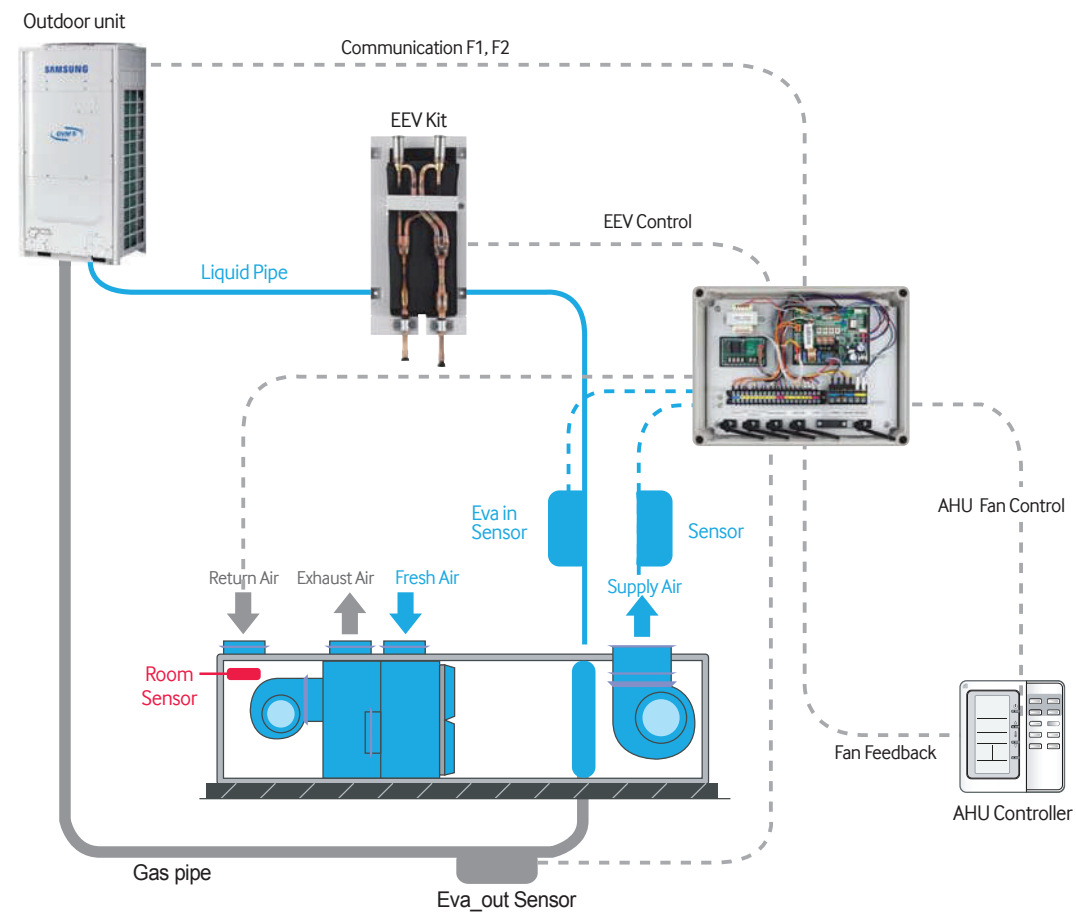 Outdoor unit
Communication F1, F2
SAMSUNG
DVM S
EEV Kit
EEV Control
Liquid Pipe
Eva in
Sensor
Sensor
AHU Fan Control
Return Air
Exhaust Air
Fresh Air
Supply Air
Room
Sensor
Fan Feedback
AHU Controller
Gas pipe
Eva_out Sensor